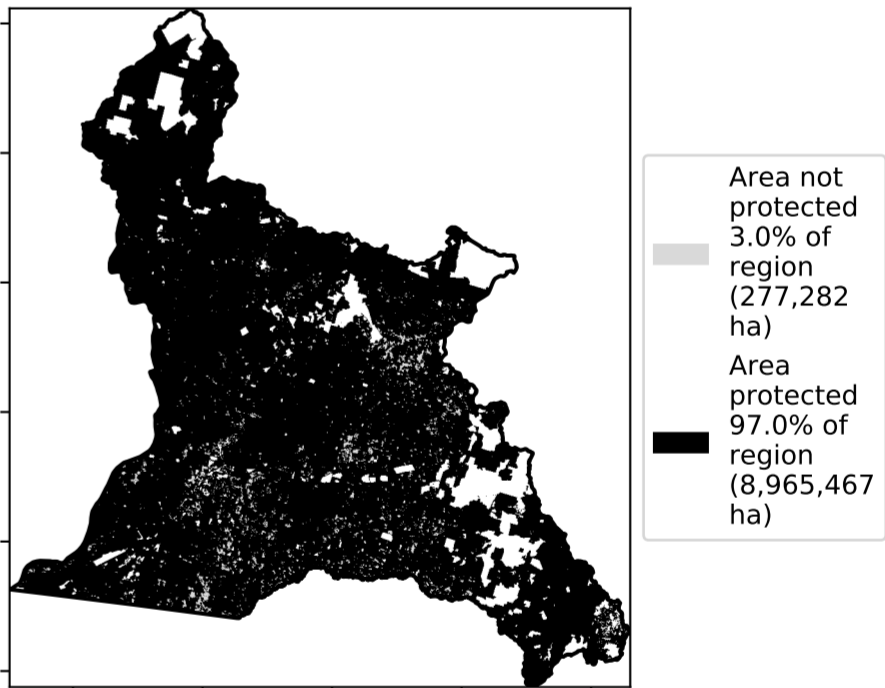 Area not
protected
3.0% of
region
(277,282
ha)
Area
protected
97.0% of
region
(8,965,467
ha)